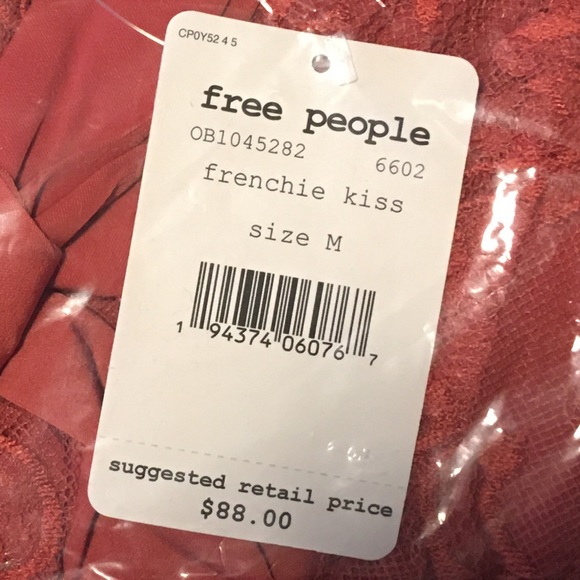 CP0Y52 4 5
free people
OB1045282 6602
frenchie kiss
size M
1 94374 06076 7
suggested retail price
$88.00